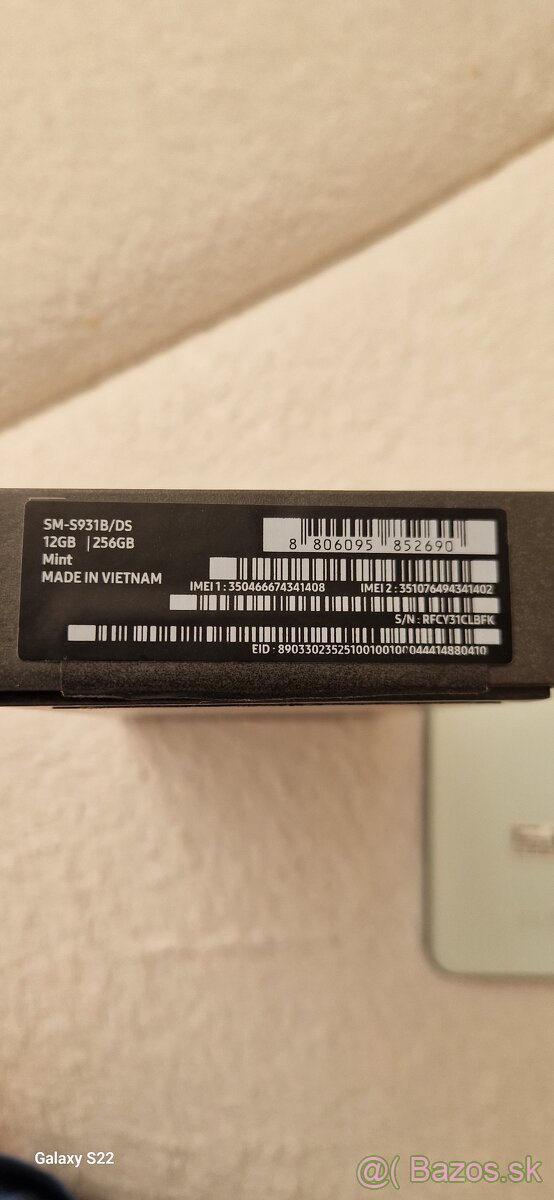 SM-S931B/DS
12GB | 256GB
Mint
MADE IN VIETNAM
8 806095 852690
IMEI 1 : 350466674341408 IMEI 2 : 351076494341402
S/N : RFCY31CLBFK
EID : 89033023525100100100044414880410
Galaxy S22
@( Bazos.sk